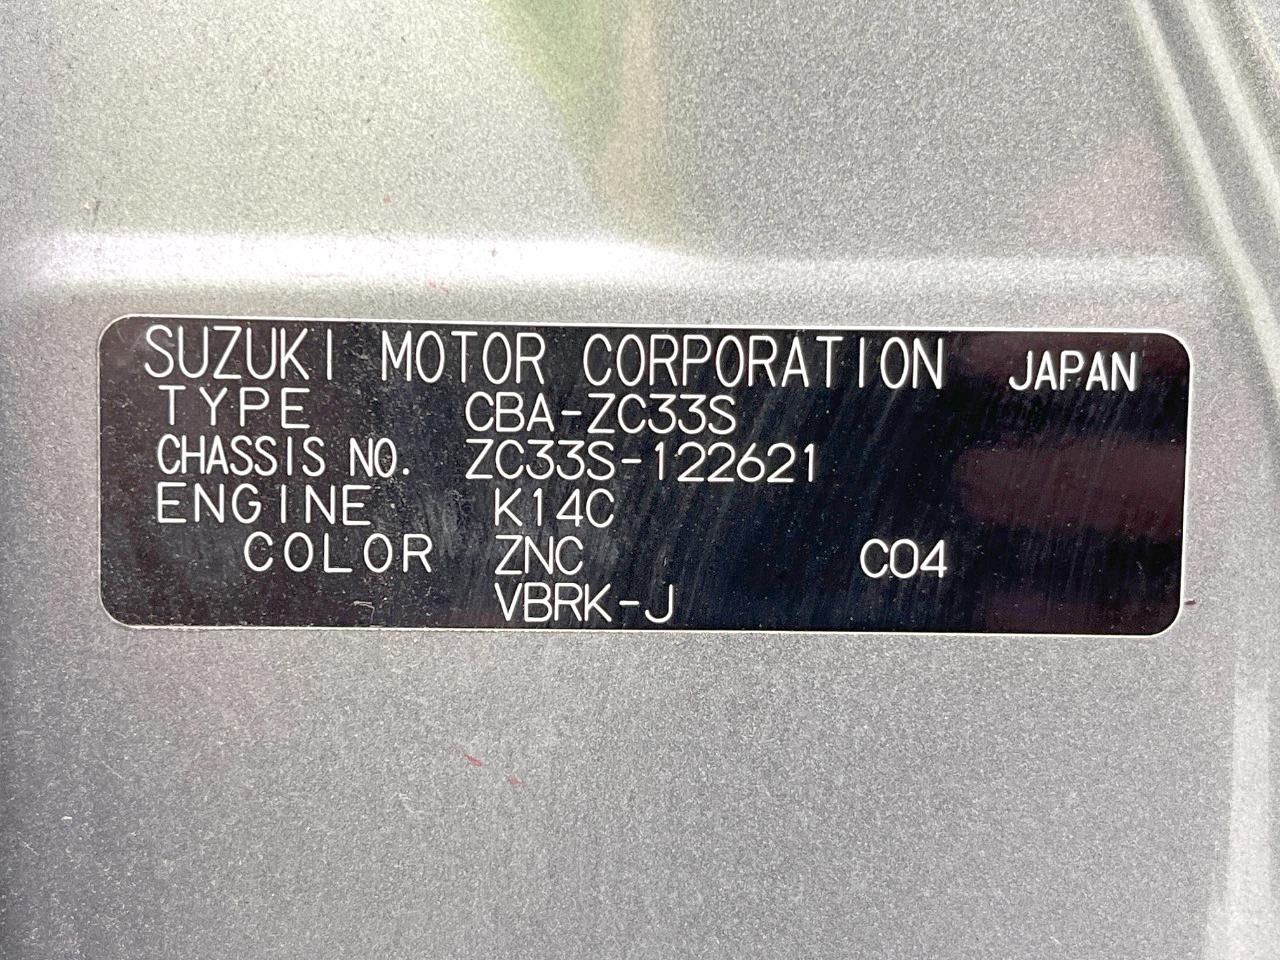 SUZUKI MOTOR CORPORATION JAPAN
TYPE CBA-ZC33S
CHASSIS NO. ZC33S-122621
ENGINE K14C
COLOR ZNC C04
VBRK-J